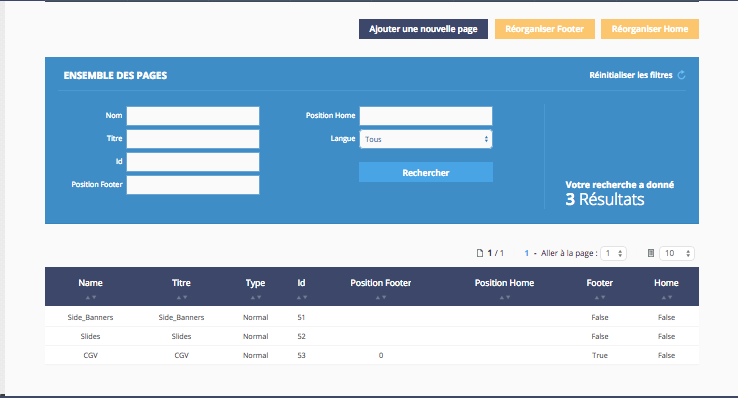 Ajouter une nouvelle page Réorganiser Footer Réorganiser Home
ENSEMBLE DES PAGES Réinitialiser les filtres
Nom Position Home
Titre Langue Tous
Id Rechercher
Position Footer
Votre recherche a donné
3 Résultats
1 / 1 1 - Aller à la page : 1 10
Name Titre Type Id Position Footer Position Home Footer Home
Side_Banners Side_Banners Normal 51 False False
Slides Slides Normal 52 False False
CGV CGV Normal 53 0 True False